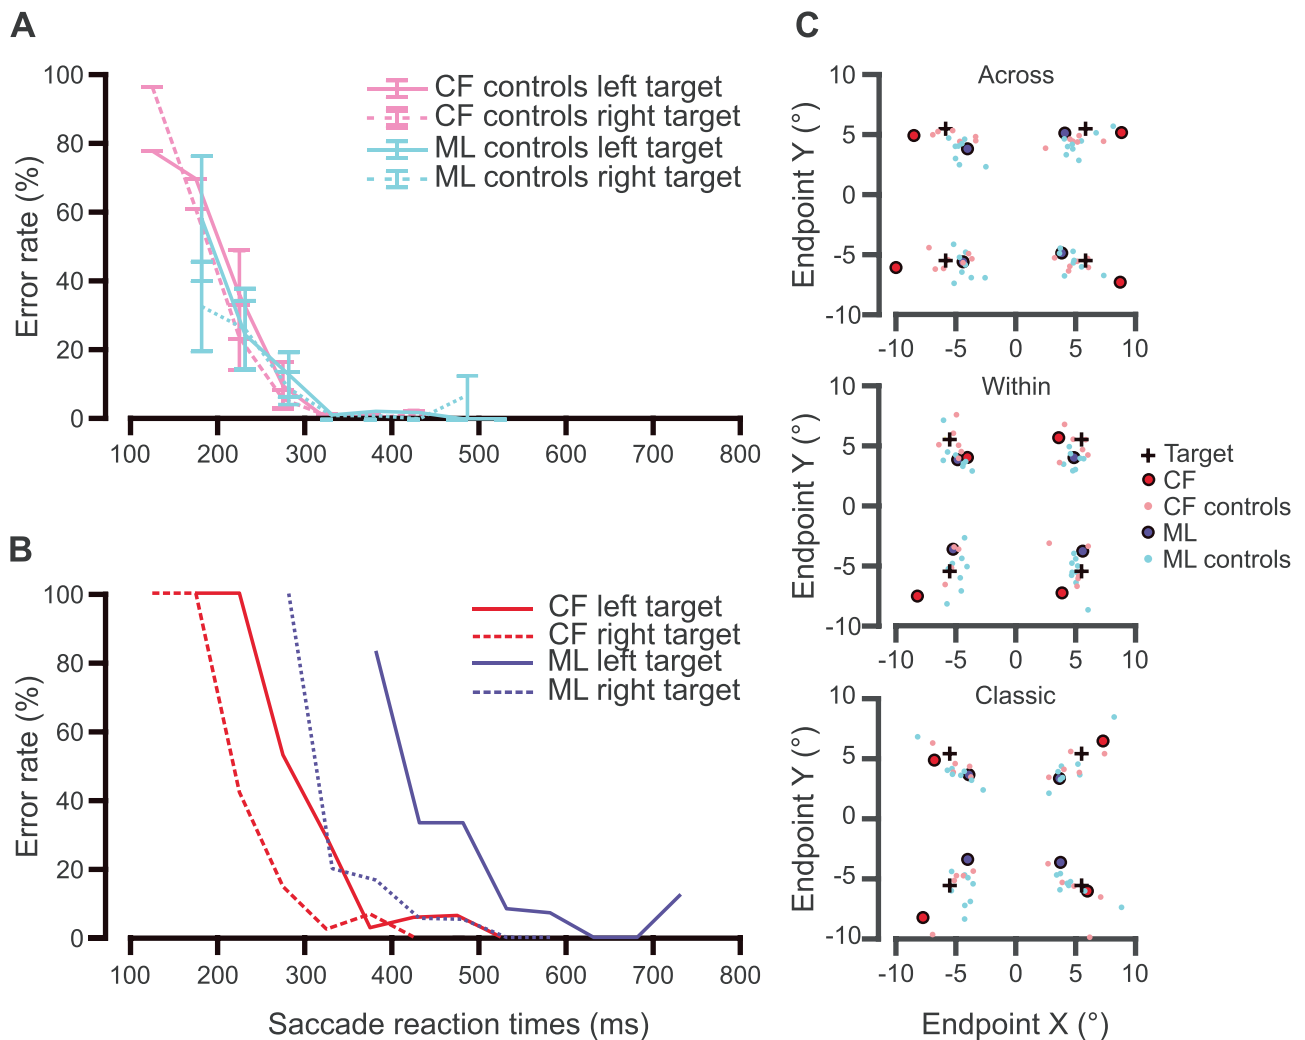 A
Error rate (%)
100
80
60
40
20
0
100 200 300 400 500 600 700 800
CF controls left target
CF controls right target
ML controls left target
ML controls right target
B
Error rate (%)
100
80
60
40
20
0
100 200 300 400 500 600 700 800
CF left target
CF right target
ML left target
ML right target
Saccade reaction times (ms)
C
Across
Endpoint Y (°)
10
5
0
-5
-10
-10 -5 0 5 10
Within
Endpoint Y (°)
10
5
0
-5
-10
-10 -5 0 5 10
Target
CF
CF controls
ML
ML controls
Classic
Endpoint Y (°)
10
5
0
-5
-10
-10 -5 0 5 10
Endpoint X (°)